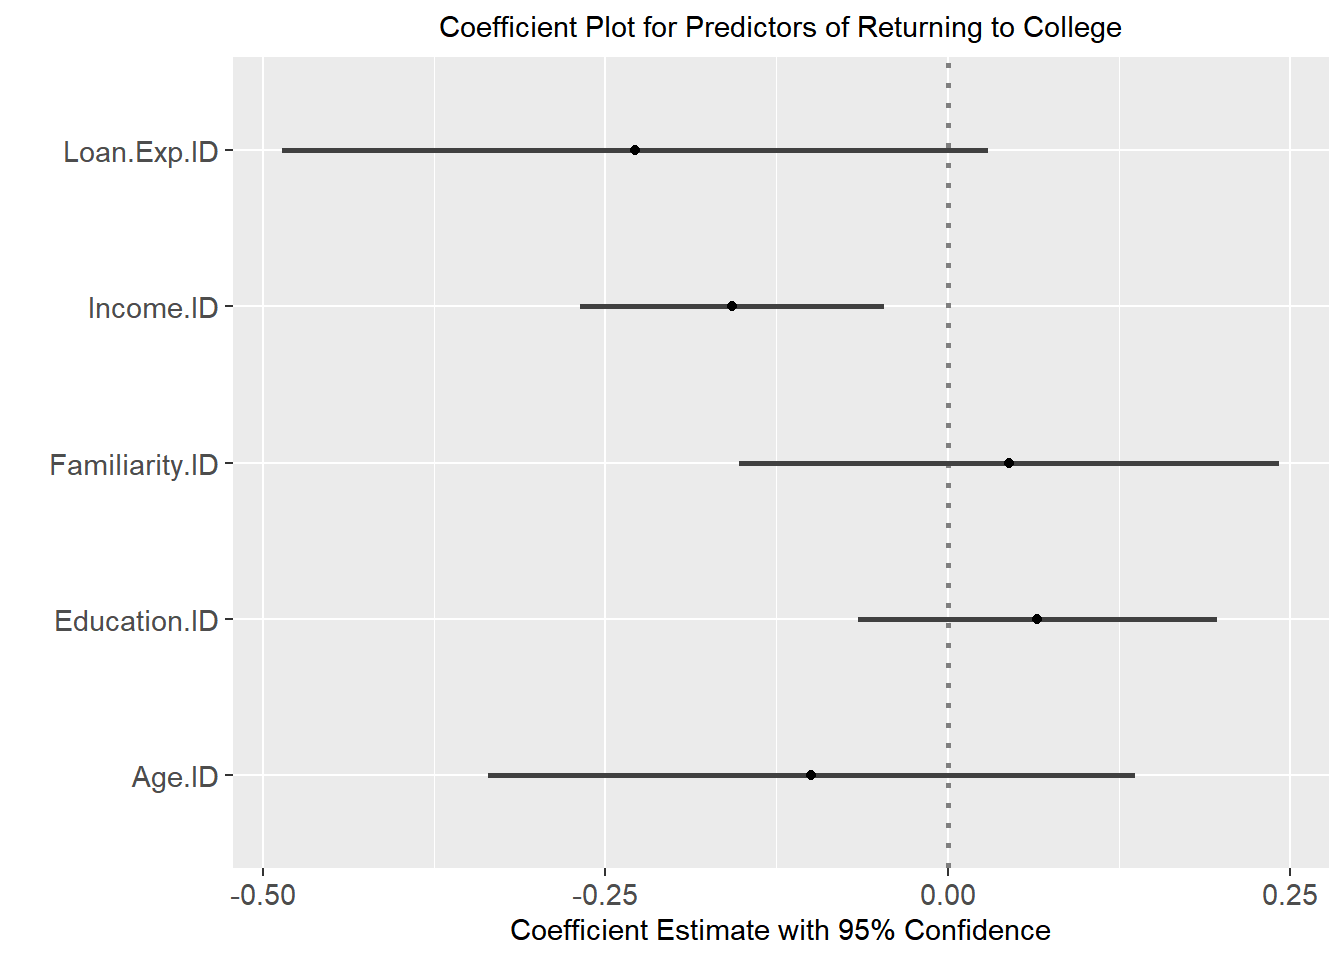 Coefficient Plot for Predictors of Returning to College
Loan.Exp.ID
Income.ID
Familiarity.ID
Education.ID
Age.ID
-0.50 -0.25 0.00 0.25
Coefficient Estimate with 95% Confidence